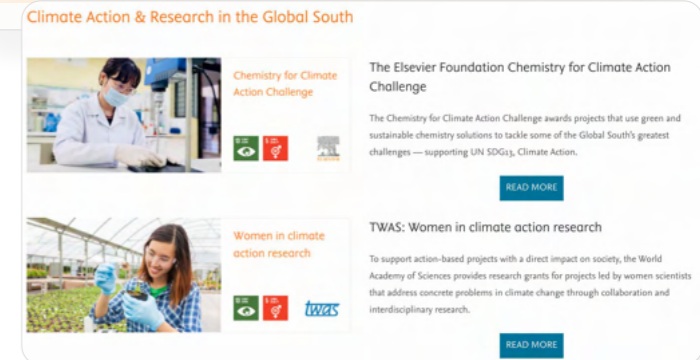 Climate Action & Research in the Global South
Chemistry for Climate
Action Challenge
The Elsevier Foundation Chemistry for Climate Action
Challenge
The Chemistry for Climate Action Challenge awards projects that use green and
sustainable chemistry solutions to tackle some of the Global South's greatest
challenges — supporting UN SDG13, Climate Action.
READ MORE
Women in climate
action research
twas
TWAS: Women in climate action research
To support action-based projects with a direct impact on society, the World
Academy of Sciences provides research grants for projects led by women scientists
that address concrete problems in climate change through collaboration and
interdisciplinary research.
READ MORE